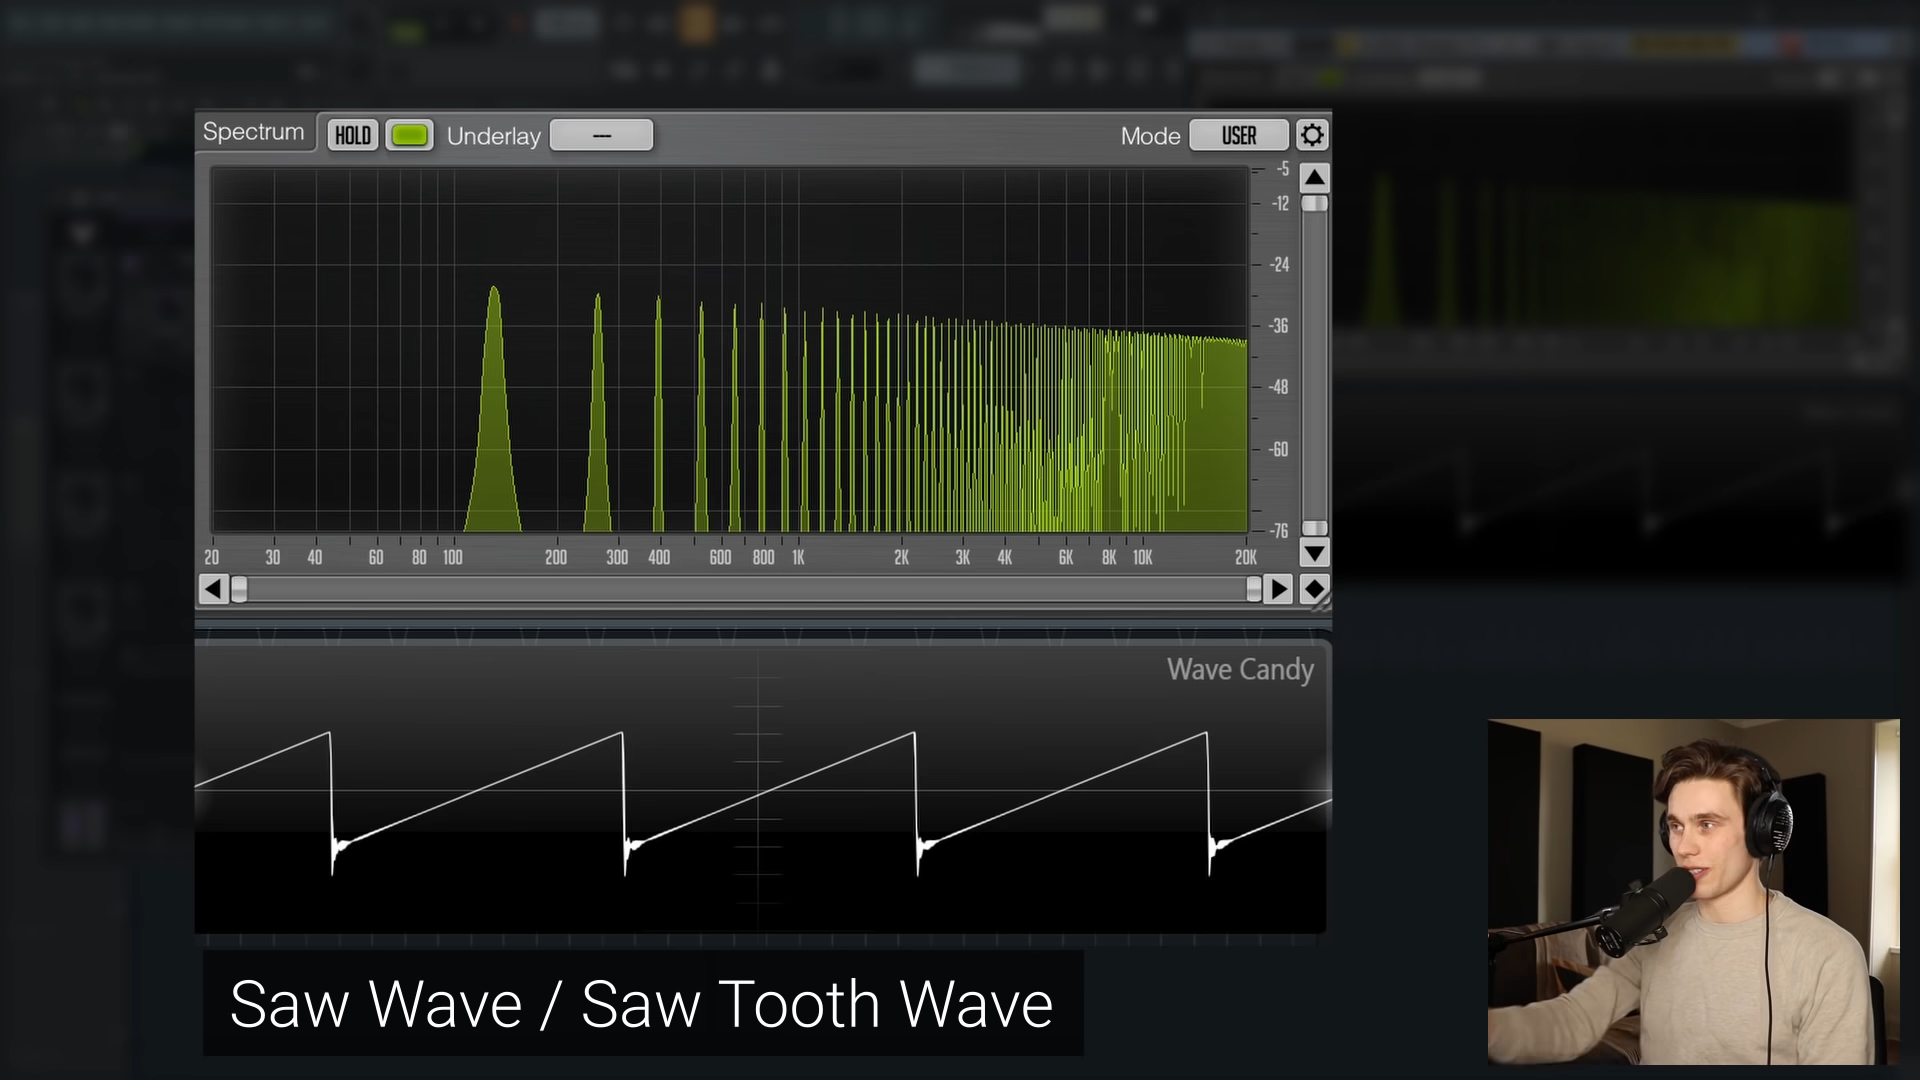 Spectrum HOLD Underlay --- Mode USER
-5
-12
-24
-36
-48
-60
-76
20 30 40 60 80 100 200 300 400 600 800 1K 2K 3K 4K 6K 8K 10K 20K
Wave Candy
Saw Wave / Saw Tooth Wave